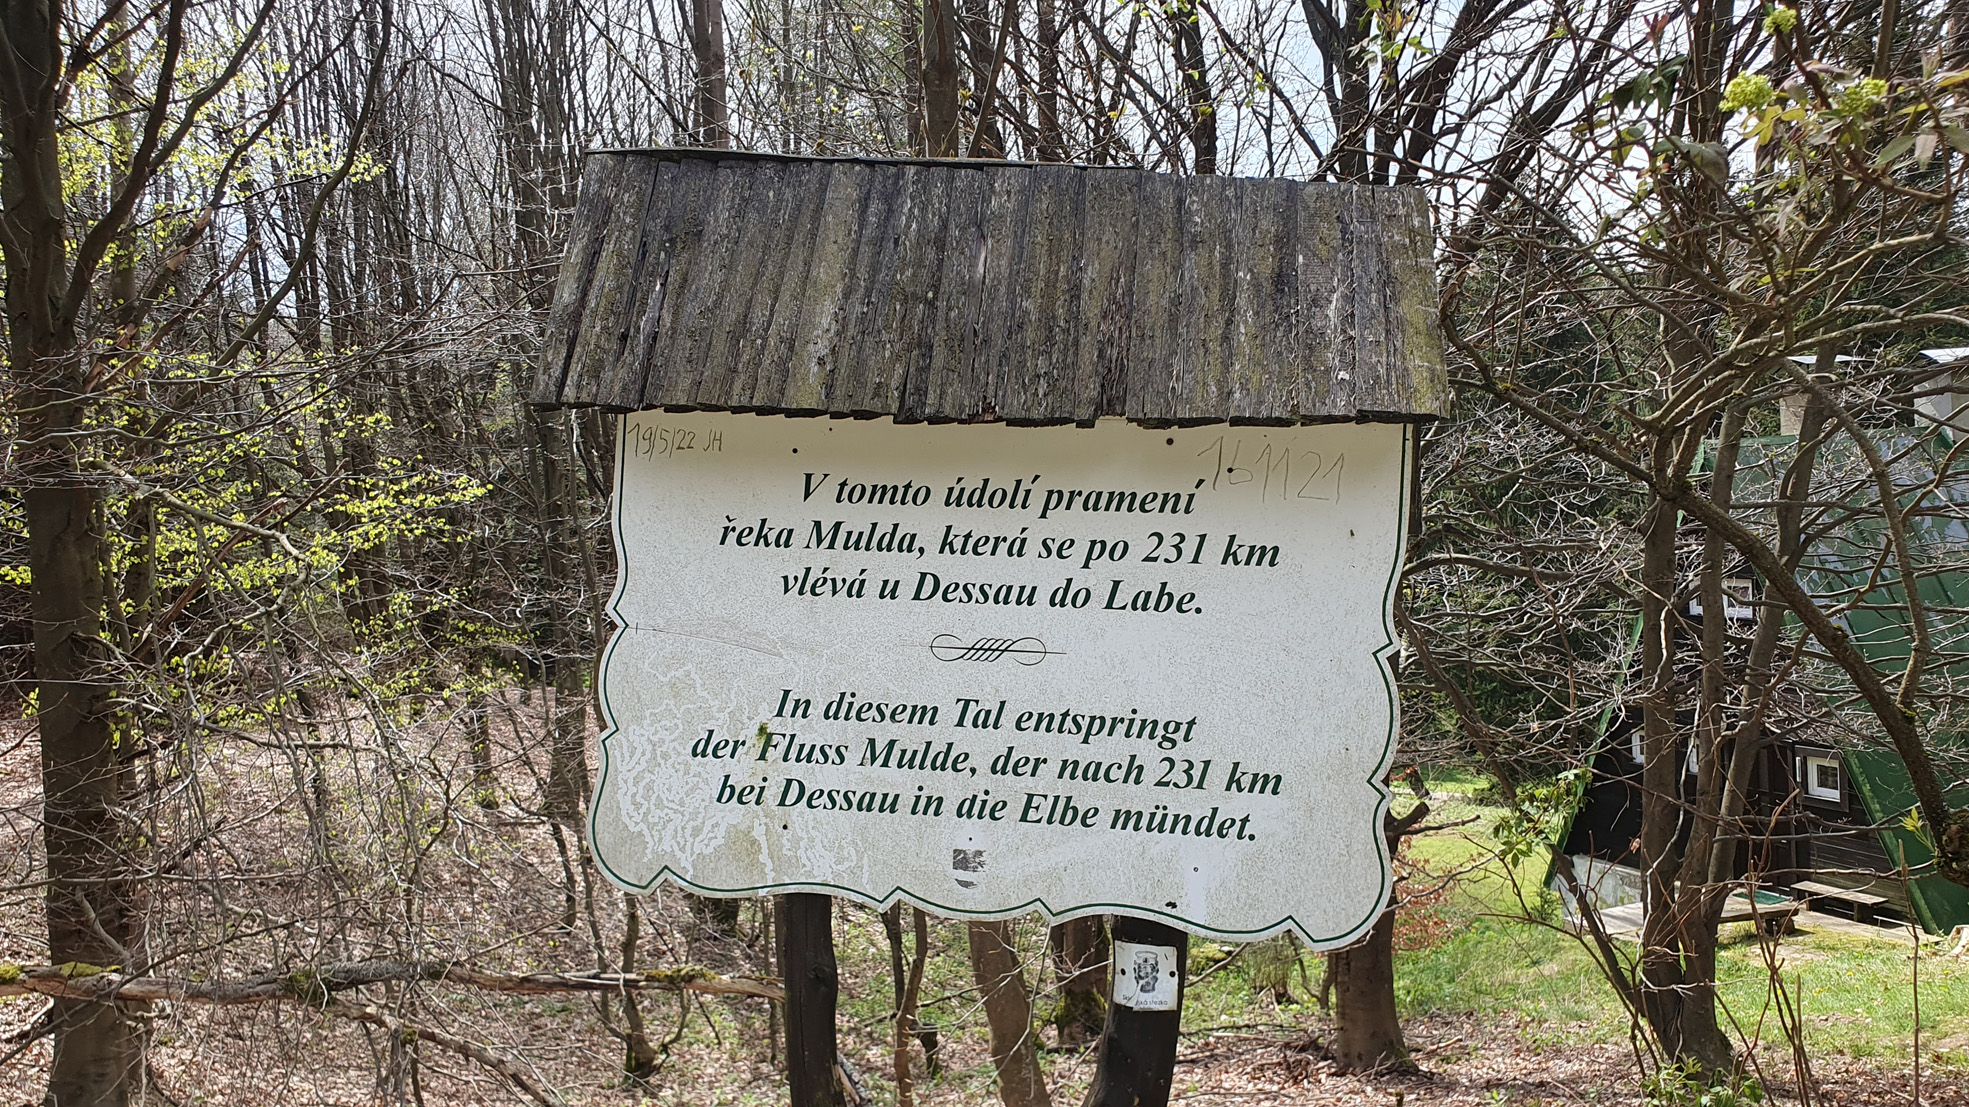 19/5/22 JH
161121
V tomto údolí pramení
řeka Mulda, která se po 231 km
vlévá u Dessau do Labe.
In diesem Tal entspringt
der Fluss Mulde, der nach 231 km
bei Dessau in die Elbe mündet.